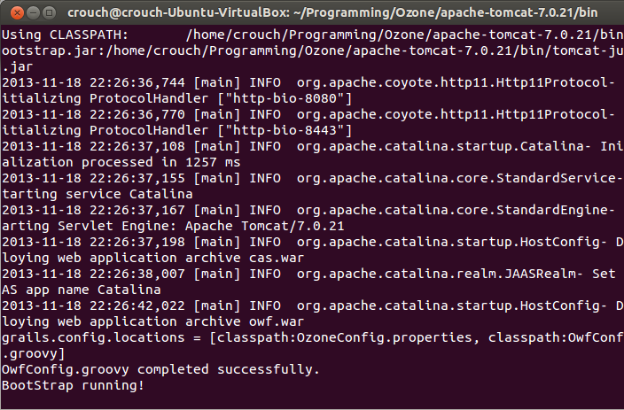 crouch@crouch-Ubuntu-VirtualBox: ~/Programming/Ozone/apache-tomcat-7.0.21/bin
Using CLASSPATH:       /home/crouch/Programming/Ozone/apache-tomcat-7.0.21/bin
ootstrap.jar:/home/crouch/Programming/Ozone/apache-tomcat-7.0.21/bin/tomcat-ju
.jar
2013-11-18 22:26:36,744 [main] INFO  org.apache.coyote.http11.Http11Protocol-
itializing ProtocolHandler ["http-bio-8080"]
2013-11-18 22:26:36,770 [main] INFO  org.apache.coyote.http11.Http11Protocol-
itializing ProtocolHandler ["http-bio-8443"]
2013-11-18 22:26:37,108 [main] INFO  org.apache.catalina.startup.Catalina- Ini
alization processed in 1257 ms
2013-11-18 22:26:37,155 [main] INFO  org.apache.catalina.core.StandardService-
tarting service Catalina
2013-11-18 22:26:37,167 [main] INFO  org.apache.catalina.core.StandardEngine-
arting Servlet Engine: Apache Tomcat/7.0.21
2013-11-18 22:26:37,198 [main] INFO  org.apache.catalina.startup.HostConfig- D
loying web application archive cas.war
2013-11-18 22:26:38,007 [main] INFO  org.apache.catalina.realm.JAASRealm- Set
AS app name Catalina
2013-11-18 22:26:42,022 [main] INFO  org.apache.catalina.startup.HostConfig- D
loying web application archive owf.war
grails.config.locations = [classpath:OzoneConfig.properties, classpath:OwfConf
.groovy]
OwfConfig.groovy completed successfully.
BootStrap running!